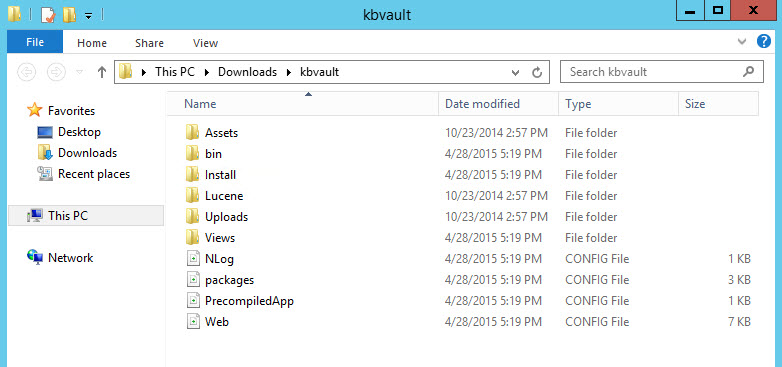 kbvault
File Home Share View
This PC Downloads kbvault Search kbvault
Name Date modified Type Size
Favorites
Desktop
Downloads
Recent places
This PC
Network
Assets 10/23/2014 2:57 PM File folder
bin 4/28/2015 5:19 PM File folder
Install 4/28/2015 5:19 PM File folder
Lucene 10/23/2014 2:57 PM File folder
Uploads 10/23/2014 2:57 PM File folder
Views 4/28/2015 5:19 PM File folder
NLog 4/28/2015 5:19 PM CONFIG File 1 KB
packages 4/28/2015 5:19 PM CONFIG File 3 KB
PrecompiledApp 4/28/2015 5:19 PM CONFIG File 1 KB
Web 4/28/2015 5:19 PM CONFIG File 7 KB